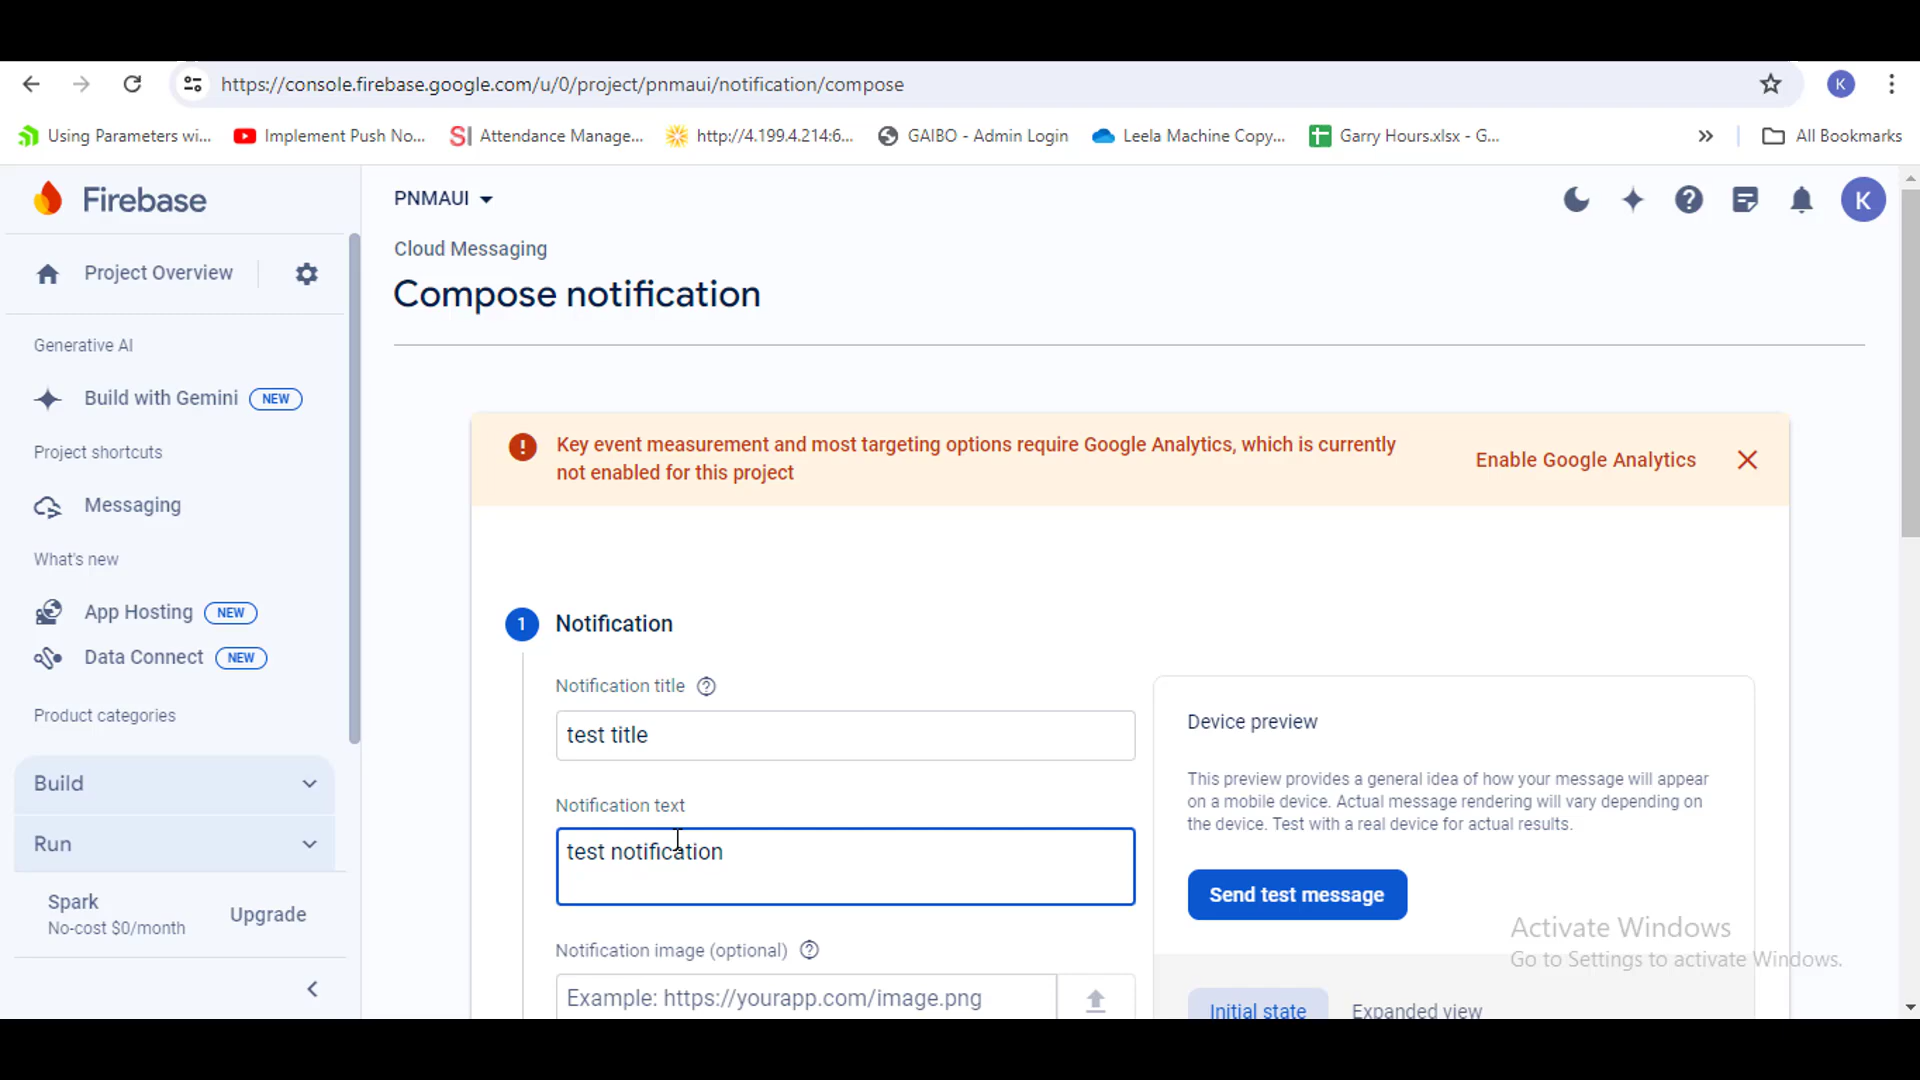 https://console.firebase.google.com/u/0/project/pnmaui/notification/compose
K
Using Parameters wi...
Implement Push No...
Attendance Manage...
http://4.199.4.214:6...
GAIBO - Admin Login
Leela Machine Copy...
Garry Hours.xlsx - G...
All Bookmarks
Firebase
PNMAUI
K
Project Overview
Cloud Messaging
Compose notification
Generative AI
Build with Gemini NEW
Project shortcuts
Messaging
What's new
App Hosting NEW
Data Connect NEW
Product categories
Build
Run
Spark
No-cost $0/month
Upgrade
Key event measurement and most targeting options require Google Analytics, which is currently
not enabled for this project
Enable Google Analytics
1 Notification
Notification title
test title
Notification text
test notification
Notification image (optional)
Example: https://yourapp.com/image.png
Device preview
This preview provides a general idea of how your message will appear
on a mobile device. Actual message rendering will vary depending on
the device. Test with a real device for actual results.
Send test message
Initial state
Expanded view
Activate Windows
Go to Settings to activate Windows.